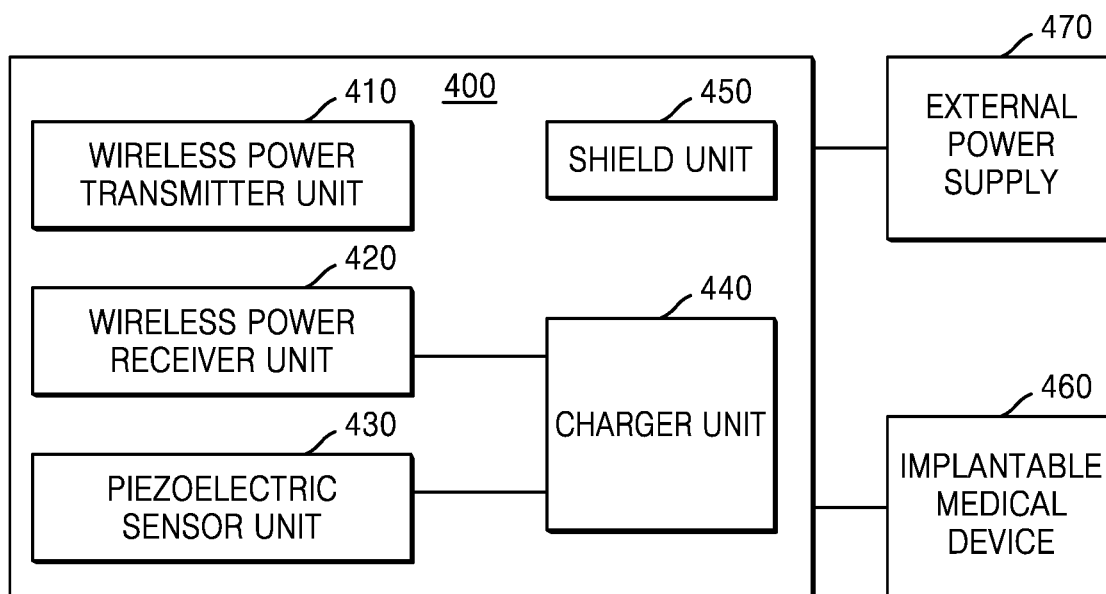 400
410
WIRELESS POWER
TRANSMITTER UNIT
450
SHIELD UNIT
470
EXTERNAL
POWER
SUPPLY
420
WIRELESS POWER
RECEIVER UNIT
440
CHARGER UNIT
430
PIEZOELECTRIC
SENSOR UNIT
460
IMPLANTABLE
MEDICAL
DEVICE